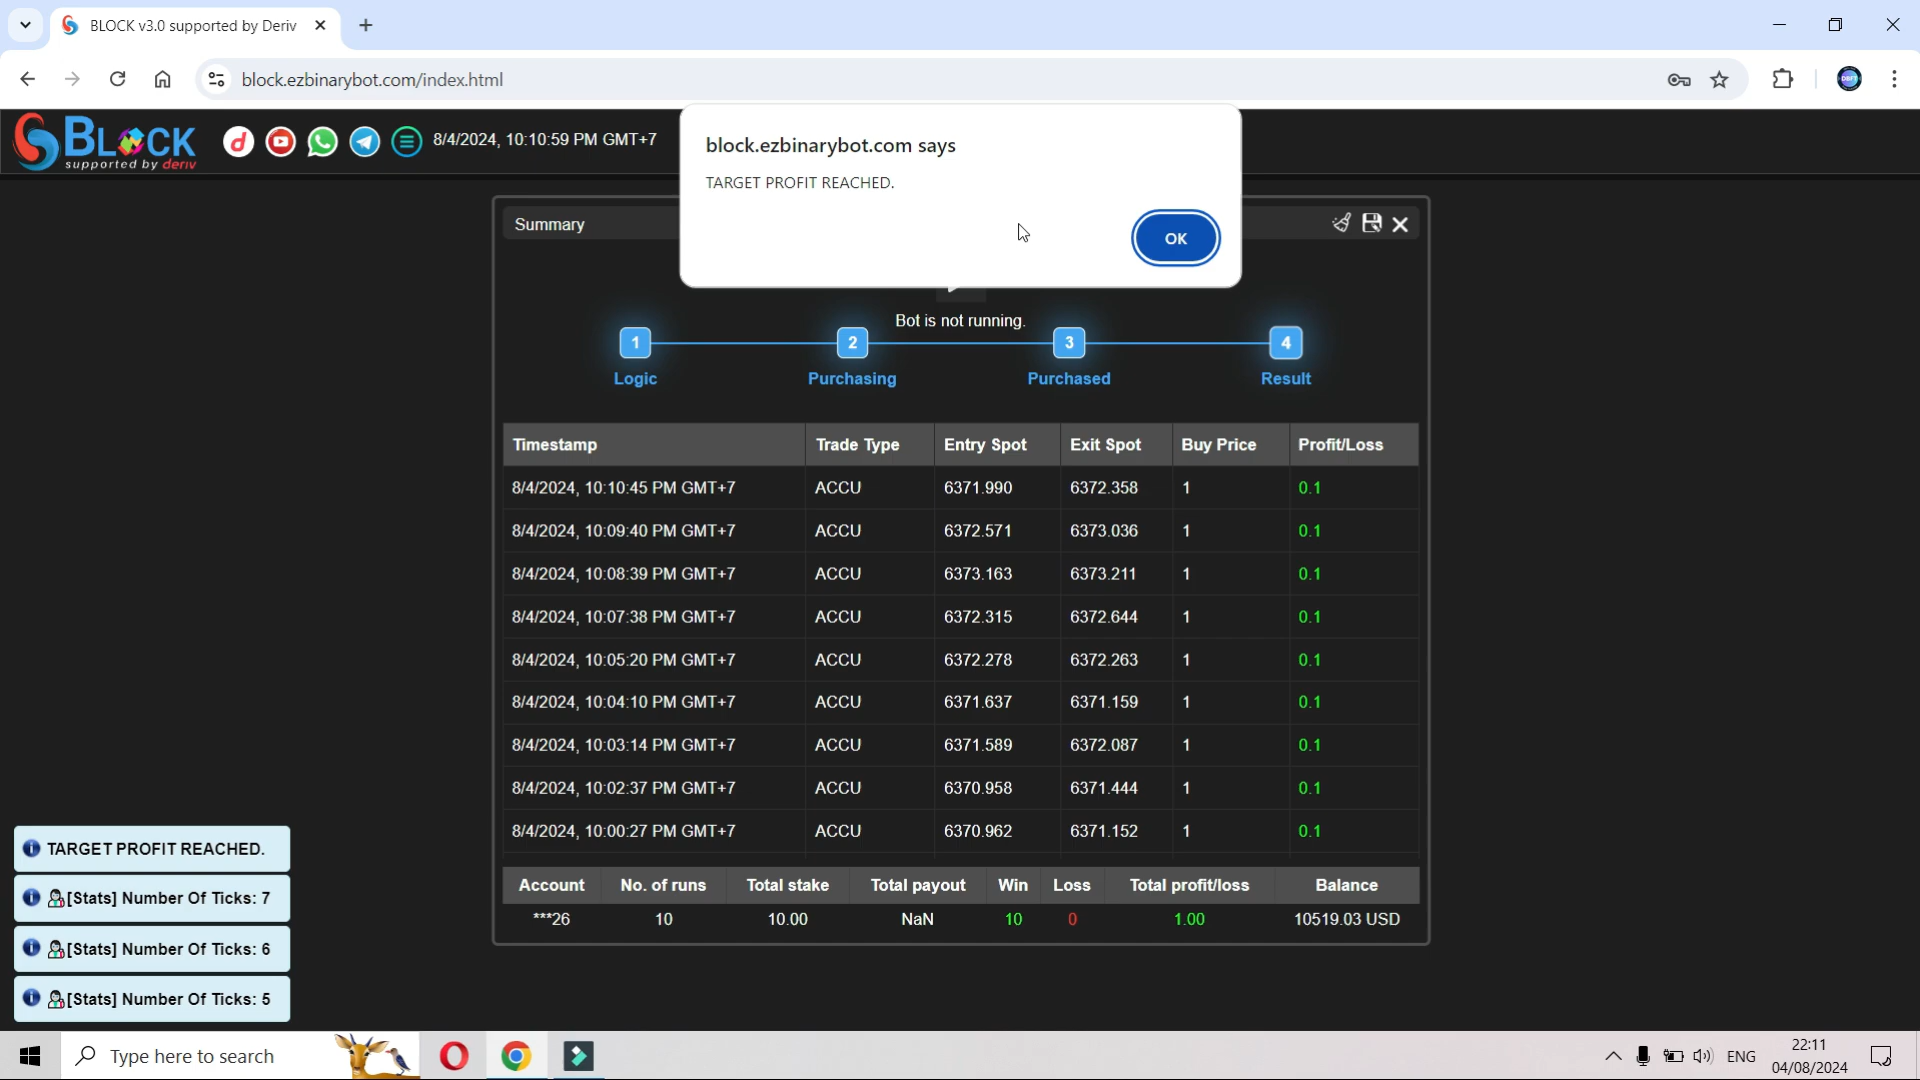 BLOCK v3.0 supported by Deriv
block.ezbinarybot.com/index.html
BLOCK
supported by deriv
8/4/2024, 10:10:59 PM GMT+7
block.ezbinarybot.com says
TARGET PROFIT REACHED.
OK
Summary
Bot is not running.
1 2 3 4
Logic Purchasing Purchased Result
Timestamp Trade Type Entry Spot Exit Spot Buy Price Profit/Loss
8/4/2024, 10:10:45 PM GMT+7 ACCU 6371.990 6372.358 1 0.1
8/4/2024, 10:09:40 PM GMT+7 ACCU 6372.571 6373.036 1 0.1
8/4/2024, 10:08:39 PM GMT+7 ACCU 6373.163 6373.211 1 0.1
8/4/2024, 10:07:38 PM GMT+7 ACCU 6372.315 6372.644 1 0.1
8/4/2024, 10:05:20 PM GMT+7 ACCU 6372.278 6372.263 1 0.1
8/4/2024, 10:04:10 PM GMT+7 ACCU 6371.637 6371.159 1 0.1
8/4/2024, 10:03:14 PM GMT+7 ACCU 6371.589 6372.087 1 0.1
8/4/2024, 10:02:37 PM GMT+7 ACCU 6370.958 6371.444 1 0.1
8/4/2024, 10:00:27 PM GMT+7 ACCU 6370.962 6371.152 1 0.1
Account No. of runs Total stake Total payout Win Loss Total profit/loss Balance
***26 10 10.00 NaN 10 0 1.00 10519.03 USD
TARGET PROFIT REACHED.
[Stats] Number Of Ticks: 7
[Stats] Number Of Ticks: 6
[Stats] Number Of Ticks: 5
Type here to search
ENG
22:11
04/08/2024